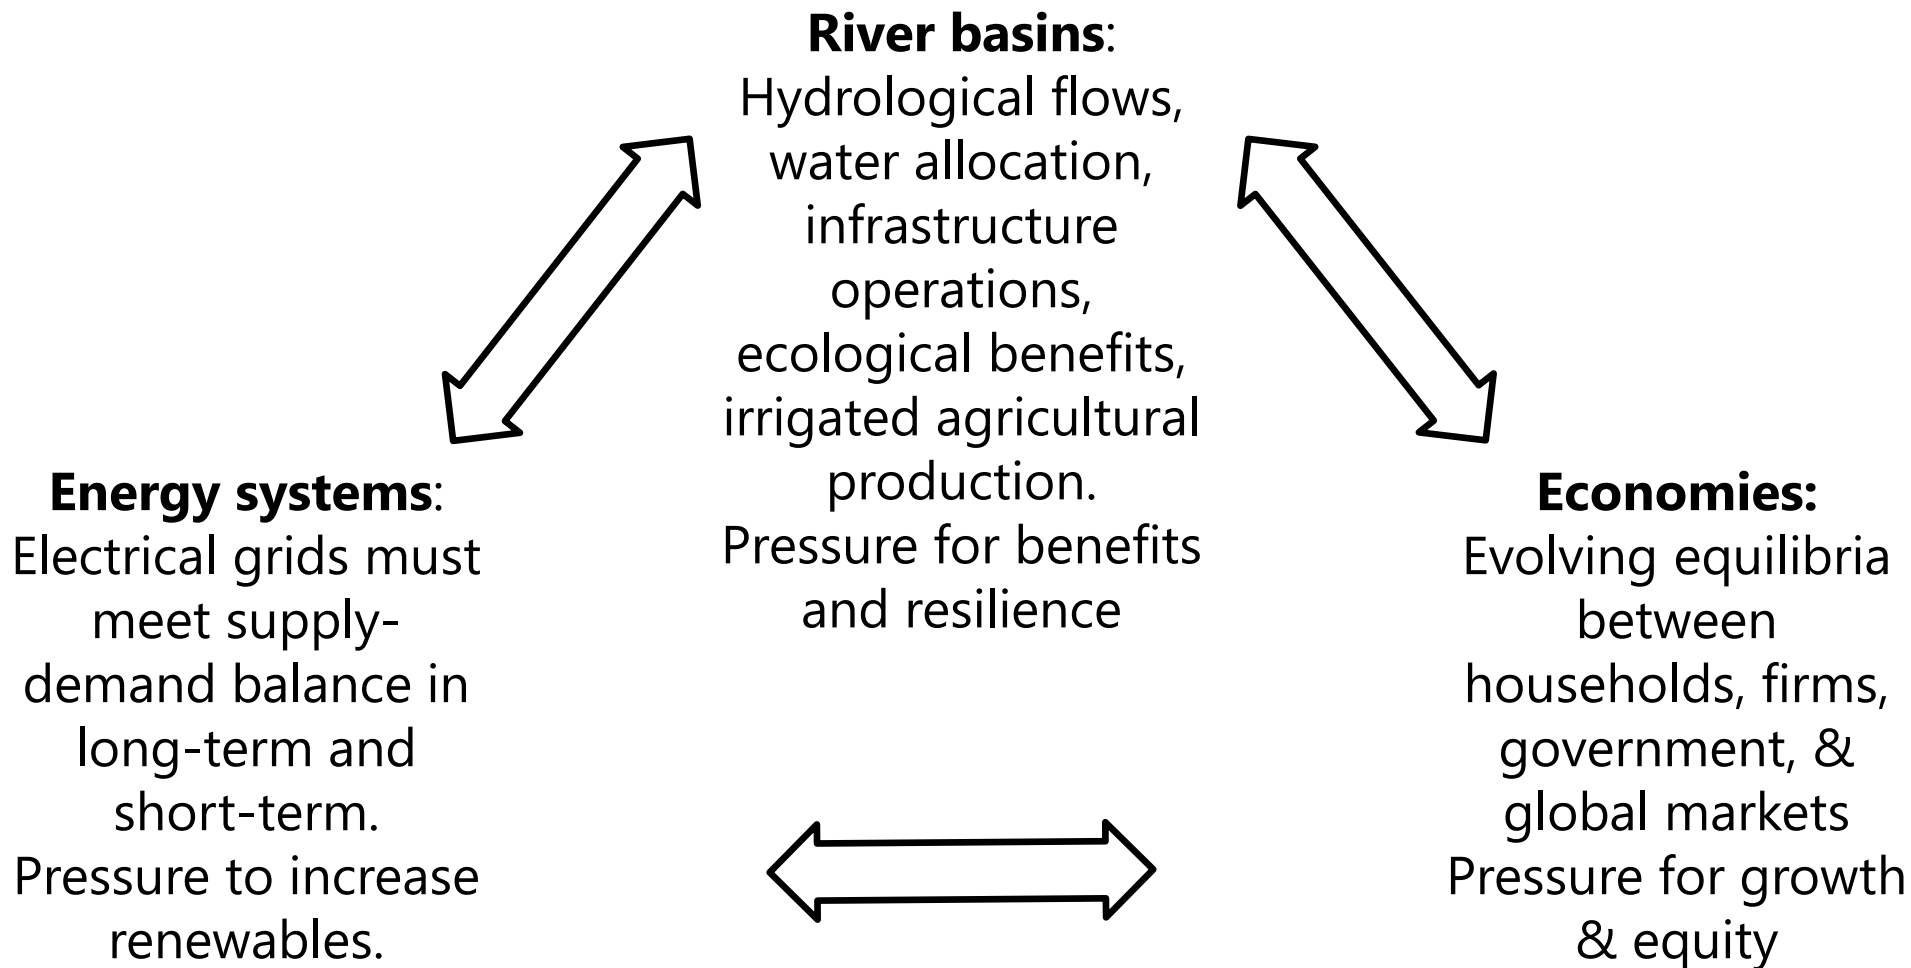 River basins:
Hydrological flows,
water allocation,
infrastructure
operations,
ecological benefits,
irrigated agricultural
production.
Pressure for benefits
and resilience
Energy systems:
Electrical grids must
meet supply-
demand balance in
long-term and
short-term.
Pressure to increase
renewables.
Economies:
Evolving equilibria
between
households, firms,
government, &
global markets
Pressure for growth
& equity